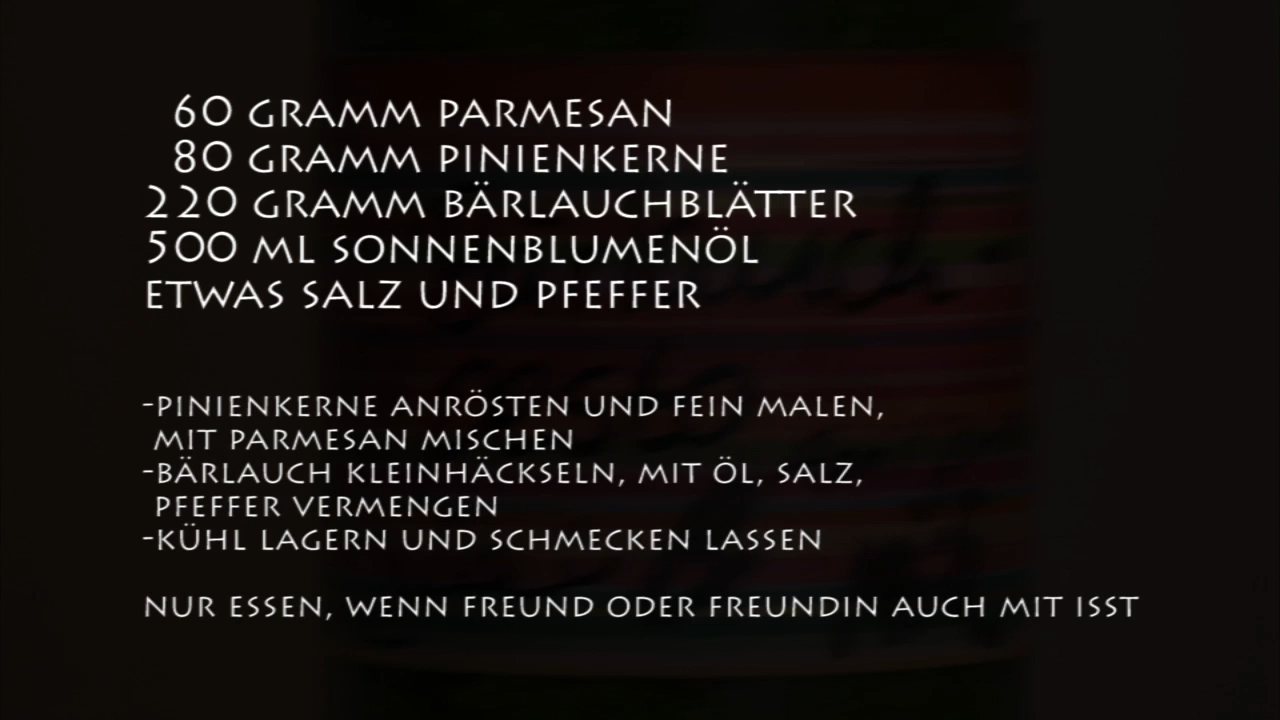 60 GRAMM PARMESAN
80 GRAMM PINIENKERNE
220 GRAMM BÄRLAUCHBLÄTTER
500 ML SONNENBLUMENÖL
ETWAS SALZ UND PFEFFER
-PINIENKERNE ANRÖSTEN UND FEIN MALEN,
MIT PARMESAN MISCHEN
-BÄRLAUCH KLEINHÄCKSELN, MIT ÖL, SALZ,
PFEFFER VERMENGEN
-KÜHL LAGERN UND SCHMECKEN LASSEN
NUR ESSEN, WENN FREUND ODER FREUNDIN AUCH MIT ISST